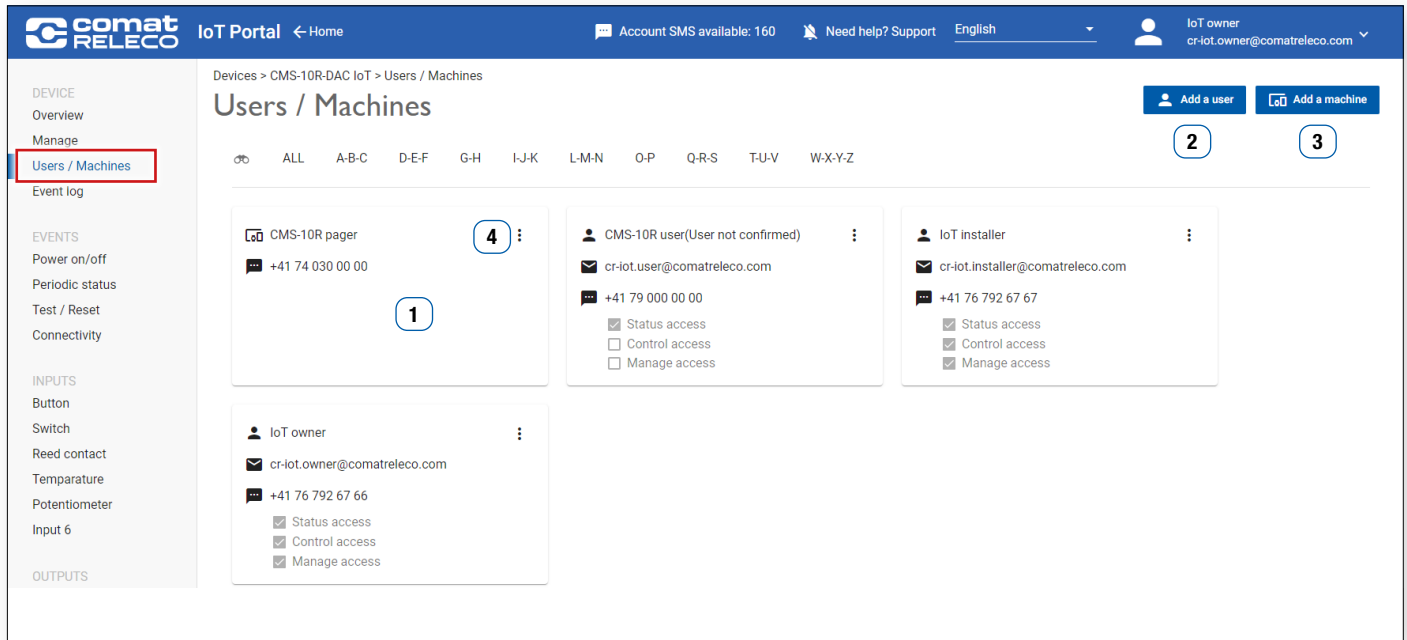 comat
RELECO
IoT Portal
Home
Account SMS available: 160
Need help? Support
English
IoT owner
cr-iot.owner@comatreleco.com
DEVICE
Overview
Manage
Users / Machines
Event log
EVENTS
Power on/off
Periodic status
Test / Reset
Connectivity
INPUTS
Button
Switch
Reed contact
Temparature
Potentiometer
Input 6
OUTPUTS
Devices > CMS-10R-DAC IoT > Users / Machines
Users / Machines
Add a user
Add a machine
2
3
ALL A-B-C D-E-F G-H I-J-K L-M-N O-P Q-R-S T-U-V W-X-Y-Z
CMS-10R pager
4
+41 74 030 00 00
1
CMS-10R user(User not confirmed)
cr-iot.user@comatreleco.com
+41 79 000 00 00
Status access
Control access
Manage access
IoT installer
cr-iot.installer@comatreleco.com
+41 76 792 67 67
Status access
Control access
Manage access
IoT owner
cr-iot.owner@comatreleco.com
+41 76 792 67 66
Status access
Control access
Manage access